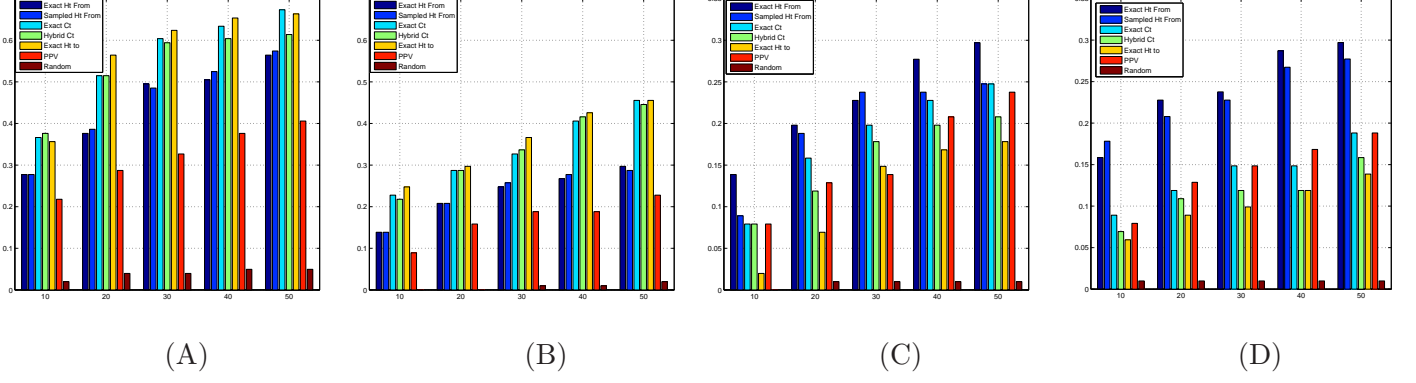 Exact Ht From
Sampled Ht From
Exact Ct
Hybrid Ct
Exact Ht to
PPV
Random
0.6
0.5
0.4
0.3
0.2
0.1
0
10 20 30 40 50
(A)
Exact Ht From
Sampled Ht From
Exact Ct
Hybrid Ct
Exact Ht to
PPV
Random
0.6
0.5
0.4
0.3
0.2
0.1
0
10 20 30 40 50
(B)
Exact Ht From
Sampled Ht From
Exact Ct
Hybrid Ct
Exact Ht to
PPV
Random
0.3
0.25
0.2
0.15
0.1
0.05
0
10 20 30 40 50
(C)
Exact Ht From
Sampled Ht From
Exact Ct
Hybrid Ct
Exact Ht to
PPV
Random
0.3
0.25
0.2
0.15
0.1
0.05
0
10 20 30 40 50
(D)